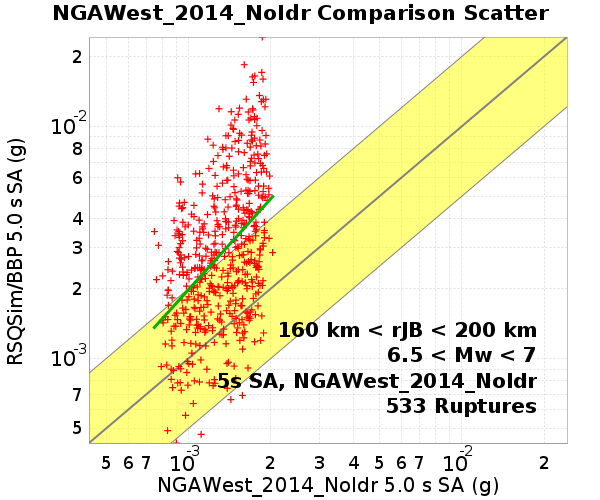 NGAWest_2014_NoIdr Comparison Scatter
RSQSim/BBP 5.0 s SA (g)
2
10-2
8
6
4
3
2
10-3
7
5
160 km < rJB < 200 km
6.5 < Mw < 7
5s SA, NGAWest_2014_NoIdr
533 Ruptures
5 6 7 10-3 2 3 4 5 6 7 10-2 2
NGAWest_2014_NoIdr 5.0 s SA (g)